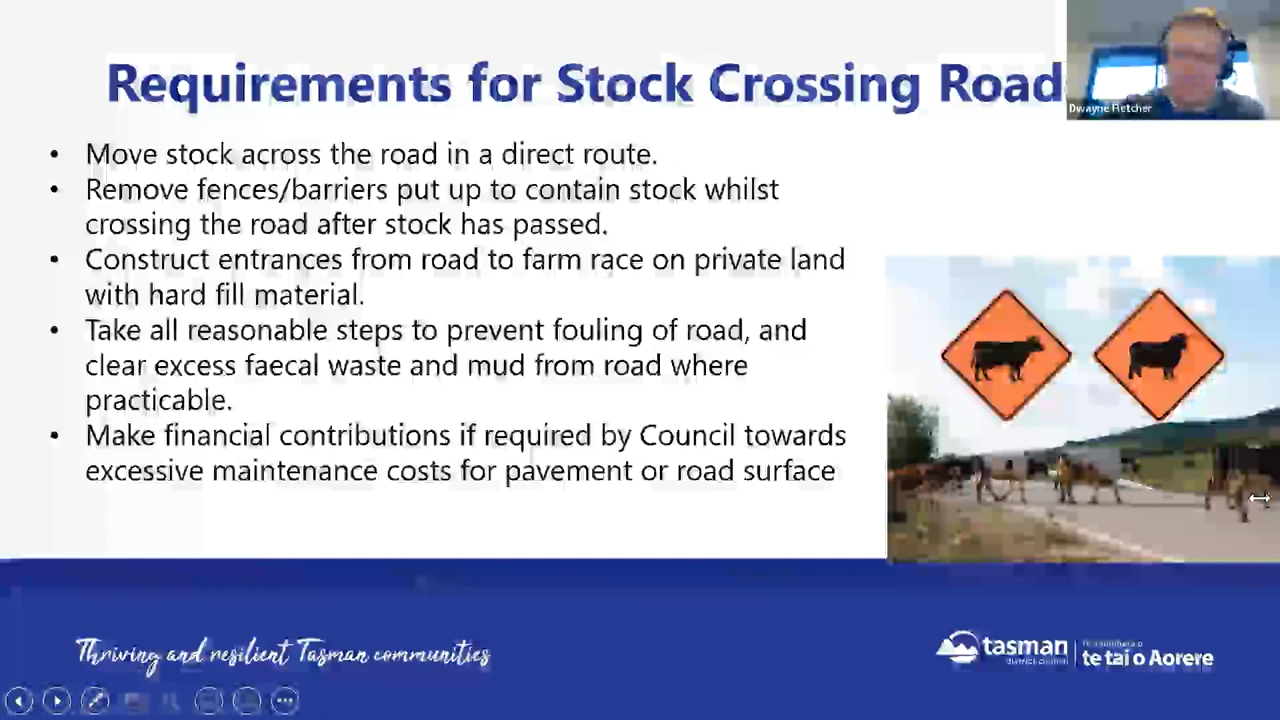 Requirements for Stock Crossing Road
Dwayne Fletcher
• Move stock across the road in a direct route.
• Remove fences/barriers put up to contain stock whilst
crossing the road after stock has passed.
• Construct entrances from road to farm race on private land
with hard fill material.
• Take all reasonable steps to prevent fouling of road, and
clear excess faecal waste and mud from road where
practicable.
• Make financial contributions if required by Council towards
excessive maintenance costs for pavement or road surface
Thriving and resilient Tasman communities
tasman
district council
te tai o Aorere